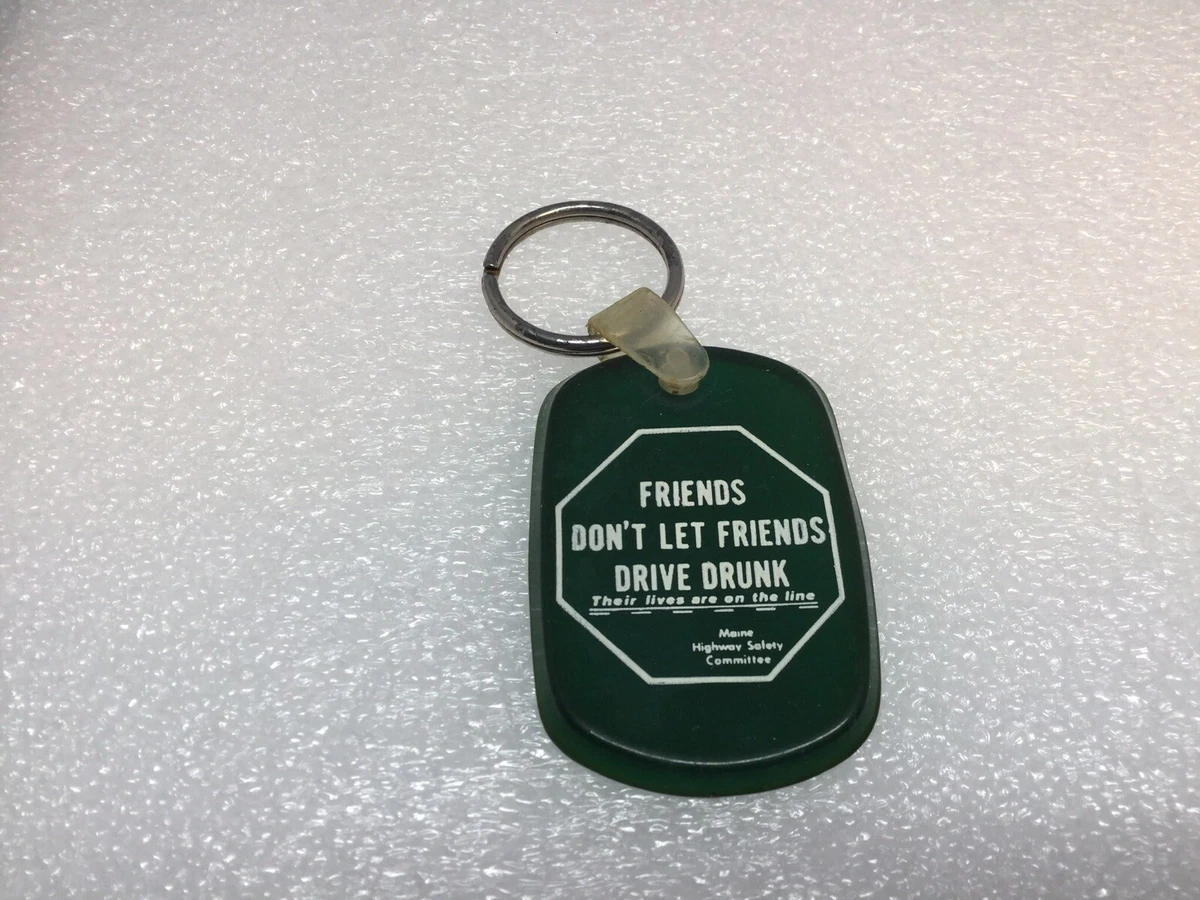 FRIENDS
DON'T LET FRIENDS
DRIVE DRUNK
Their lives are on the line
Maine
Highway Safety
Committee